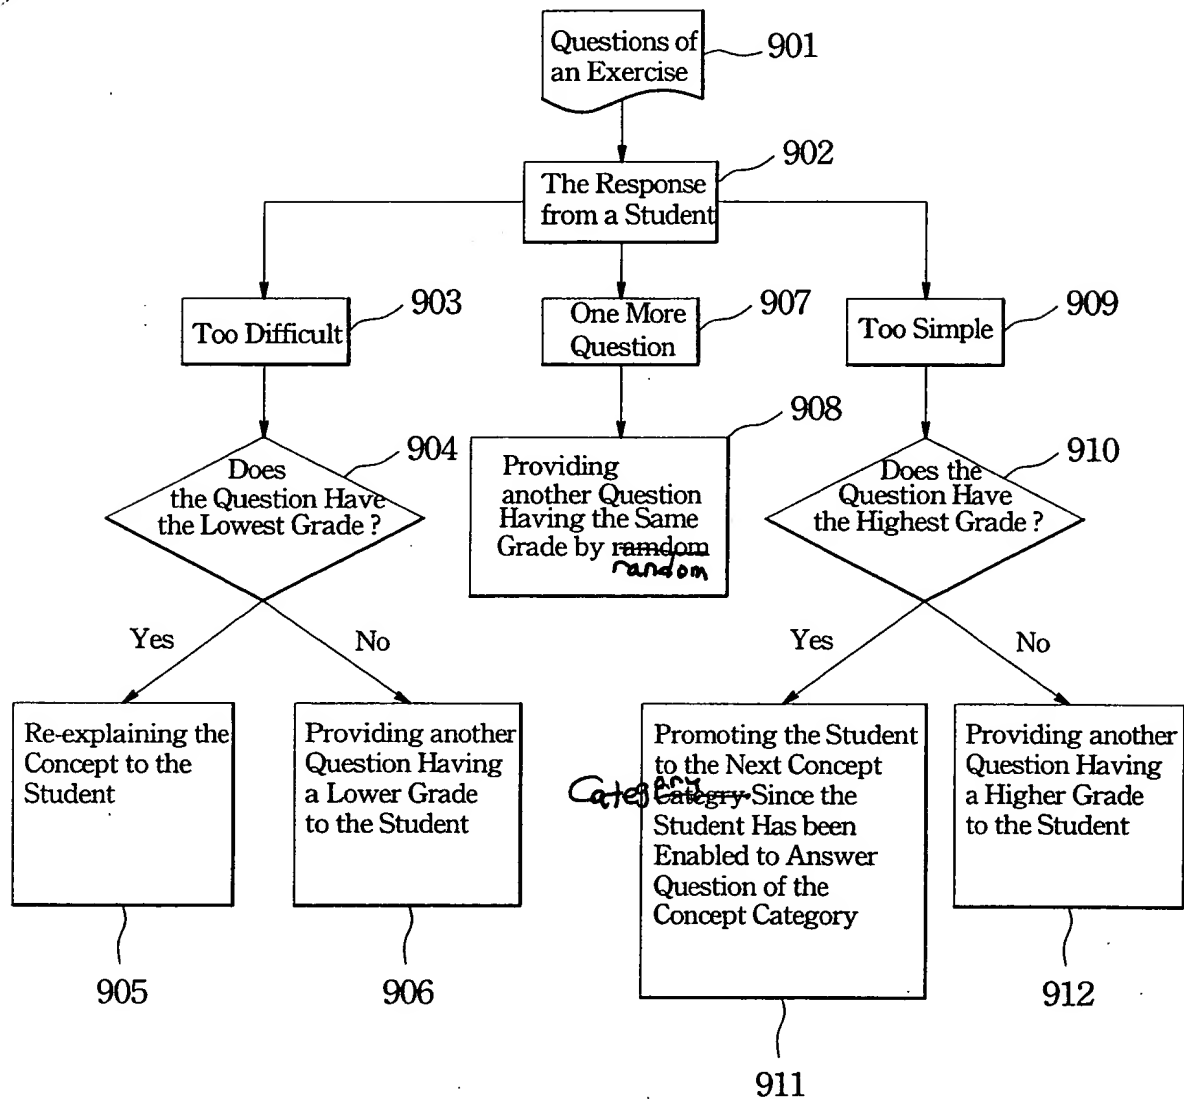 Questions of
an Exercise
901
The Response
from a Student
902
Too Difficult
903
One More
Question
907
Too Simple
909
Does
the Question Have
the Lowest Grade ?
904
Providing
another Question
Having the Same
Grade by ramdom
random
908
Does the
Question Have
the Highest Grade ?
910
Yes
No
Yes
No
Re-explaining the
Concept to the
Student
905
Providing another
Question Having
a Lower Grade
to the Student
906
Promoting the Student
to the Next Concept
Category
Categry Since the
Student Has been
Enabled to Answer
Question of the
Concept Category
911
Providing another
Question Having
a Higher Grade
to the Student
912